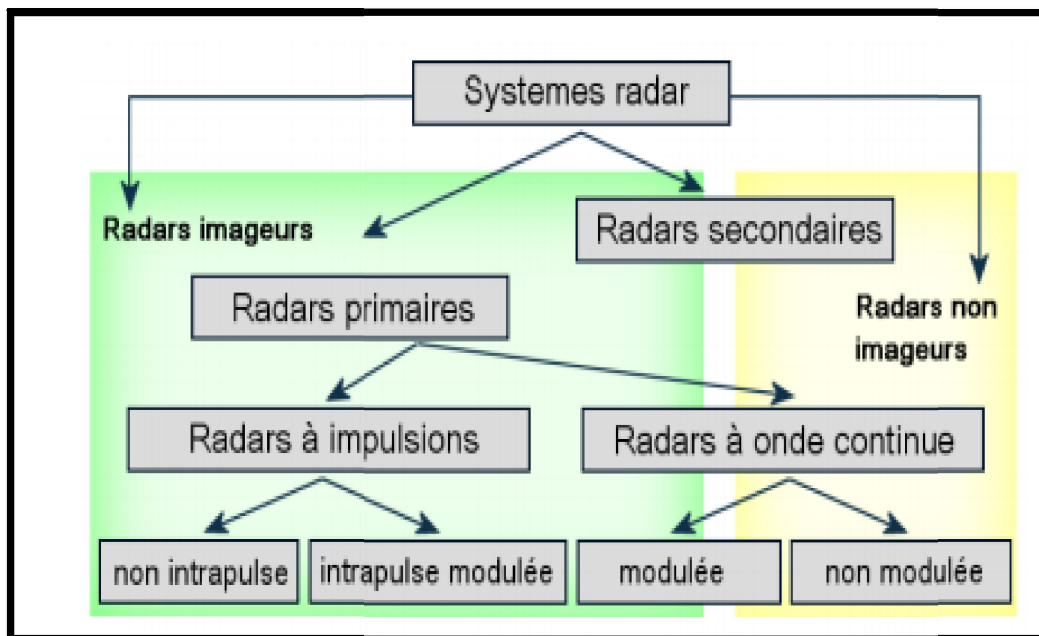 Systemes radar
Radars imageurs
Radars secondaires
Radars primaires
Radars non
imageurs
Radars à impulsions
Radars à onde continue
non intrapulse
intrapulse modulée
modulée
non modulée